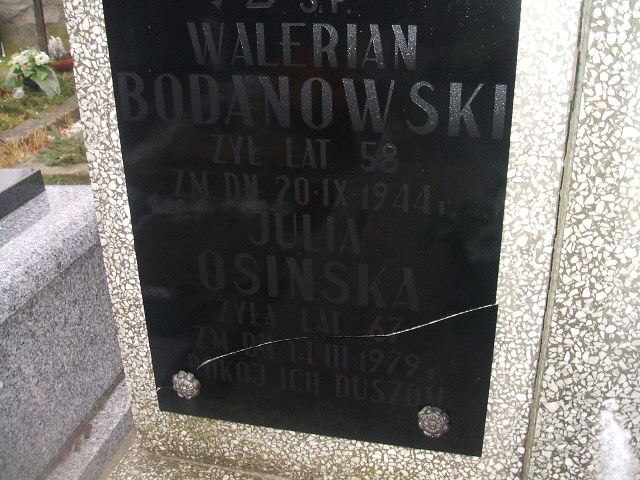 Ś.P.
WALERIAN
BODANOWSKI
ŻYŁ LAT 58
ZM DN. 20·IX·1944 r.
JULIA
OSIŃSKA
ŻYŁA LAT 67
ZM DN. 14·III·1979 r.
POKÓJ ICH DUSZOM